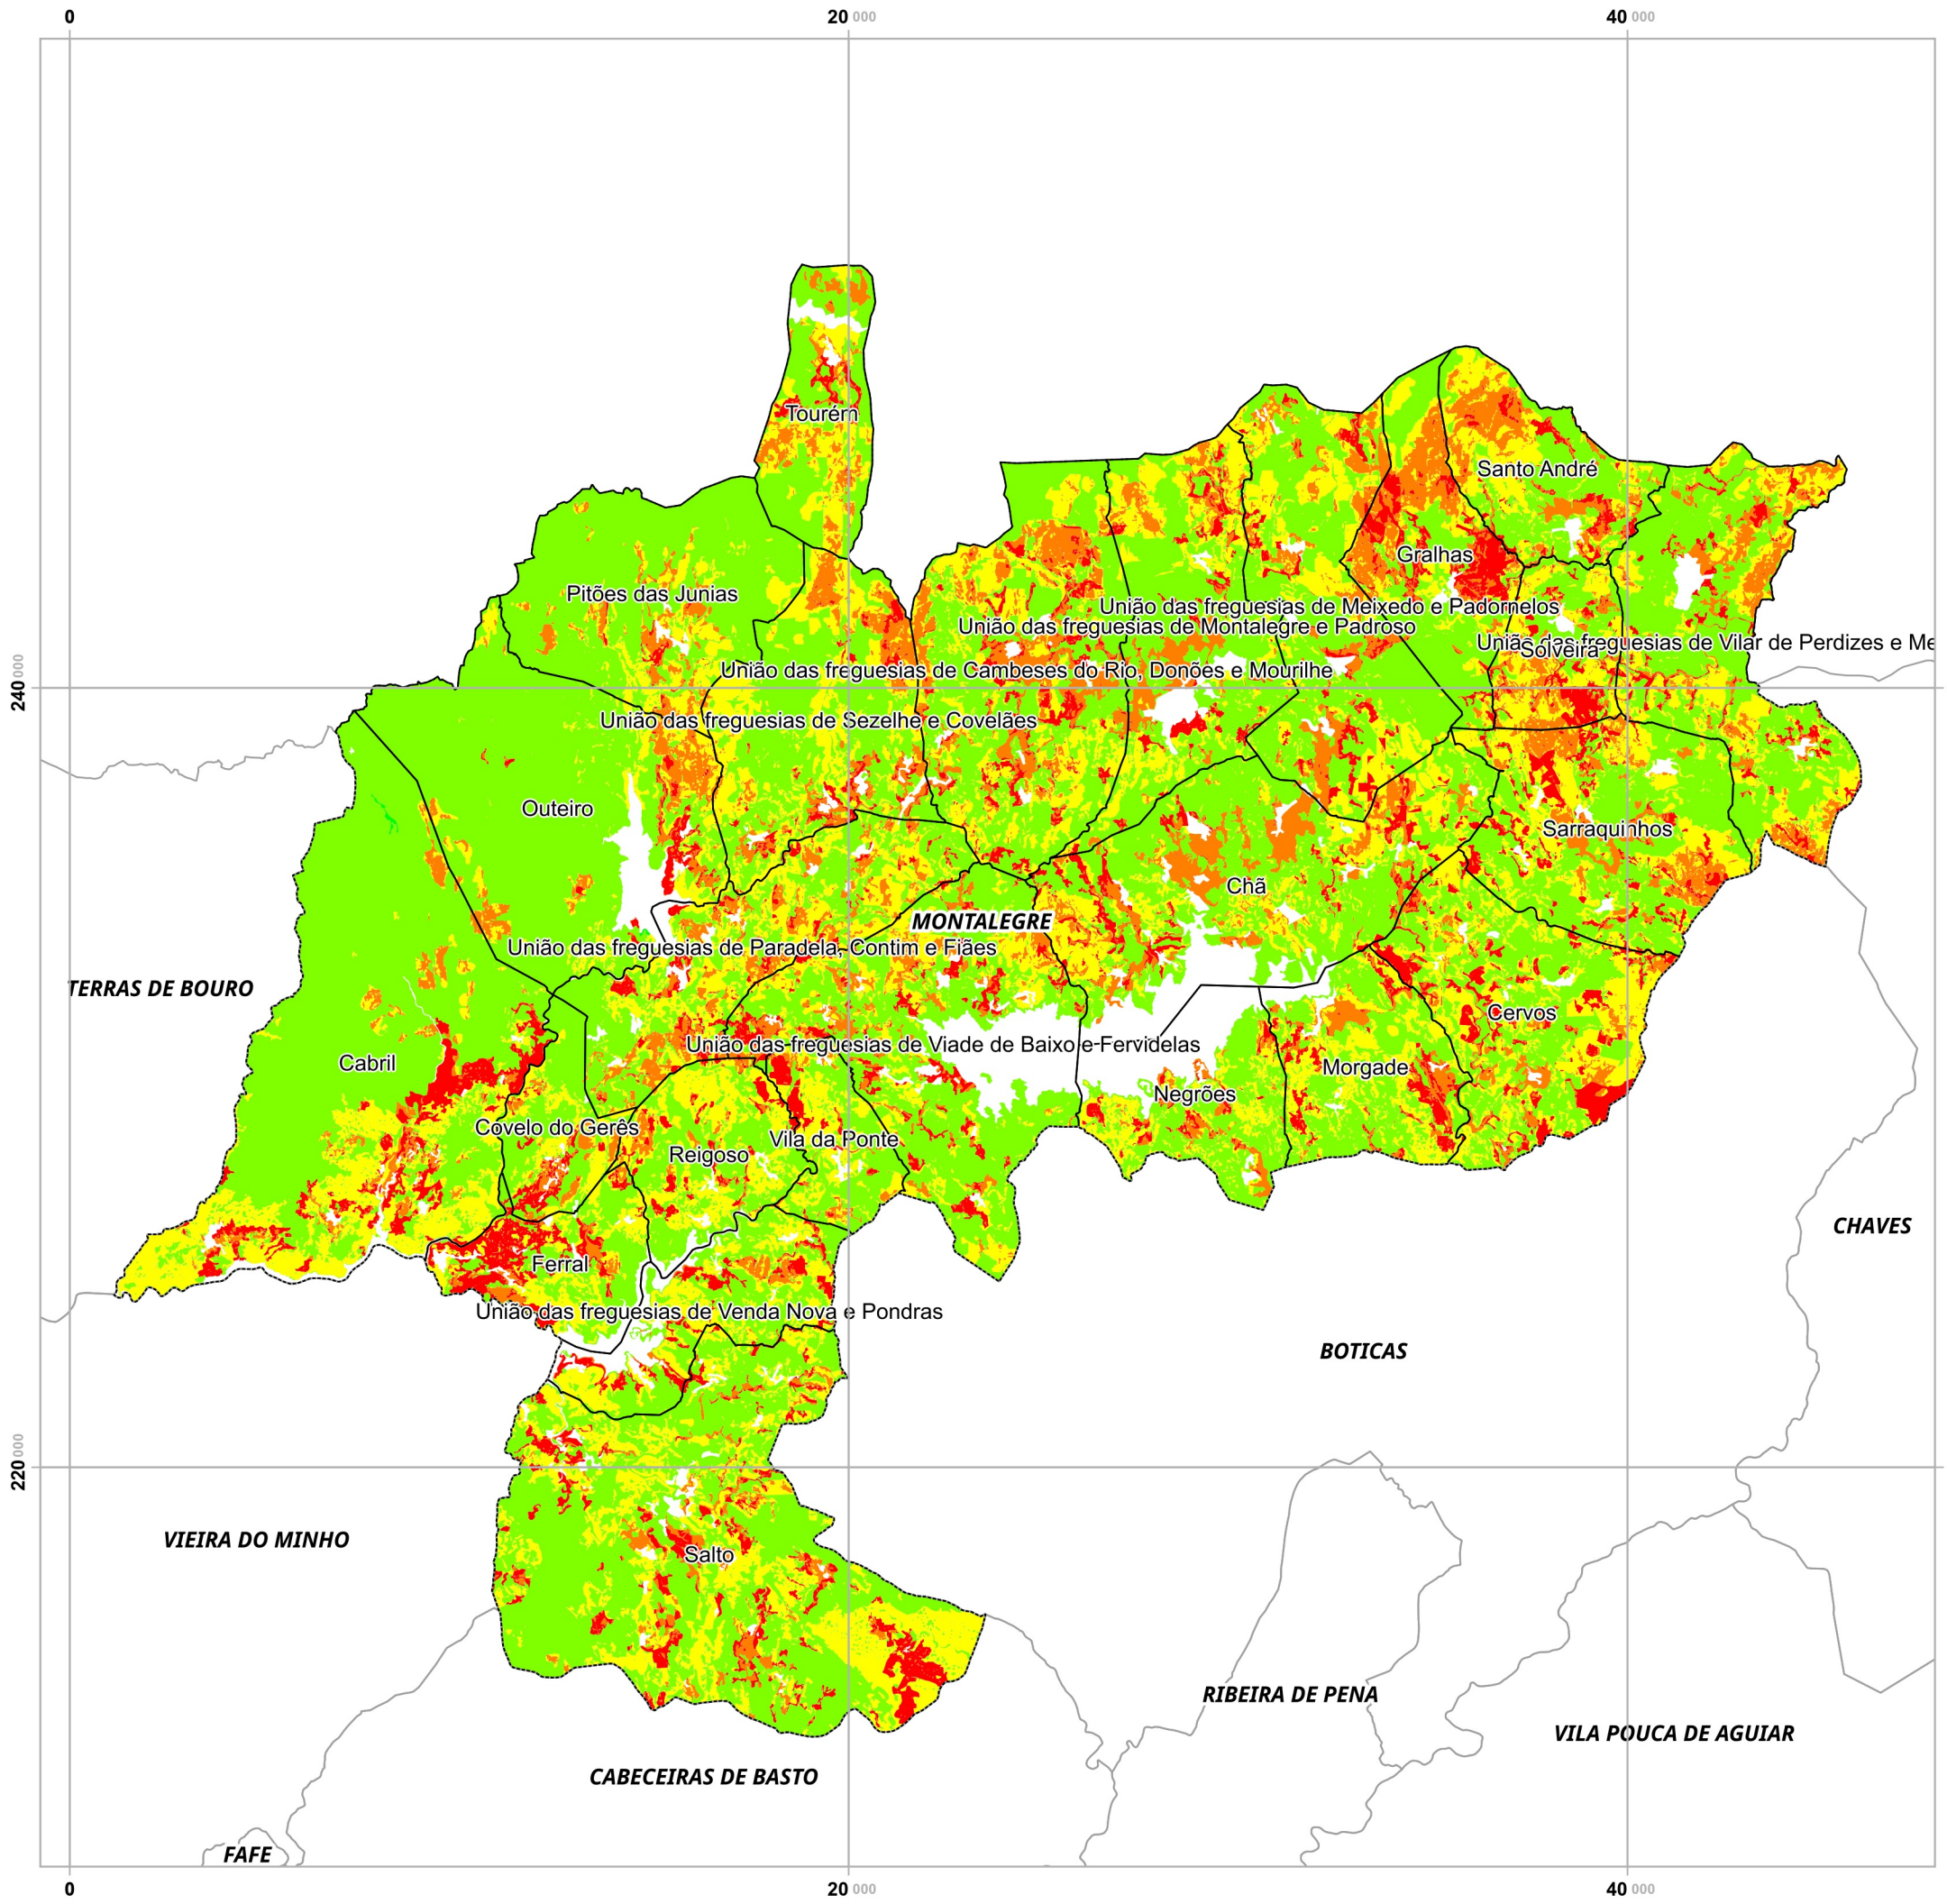 0
20 000
40 000
Tourém
Santo André
Gralhas
Pitões das Junias
União das freguesias de Meixedo e Padornelos
União das freguesias de Montalegre e Padroso
União das freguesias de Vilar de Perdizes e Me
Solveira
União das freguesias de Cambeses do Rio, Donões e Mourilhe
240 000
União das freguesias de Sezelhe e Covelães
Outeiro
Sarraquinhos
Chã
MONTALEGRE
União das freguesias de Paradela, Contim e Fiães
TERRAS DE BOURO
Cervos
União das freguesias de Viade de Baixo e Fervidelas
Cabril
Morgade
Negrões
Covelo do Gerês
Vila da Ponte
Reigoso
CHAVES
Ferral
União das freguesias de Venda Nova e Pondras
BOTICAS
220 000
VIEIRA DO MINHO
Salto
RIBEIRA DE PENA
VILA POUCA DE AGUIAR
CABECEIRAS DE BASTO
FAFE
0
20 000
40 000